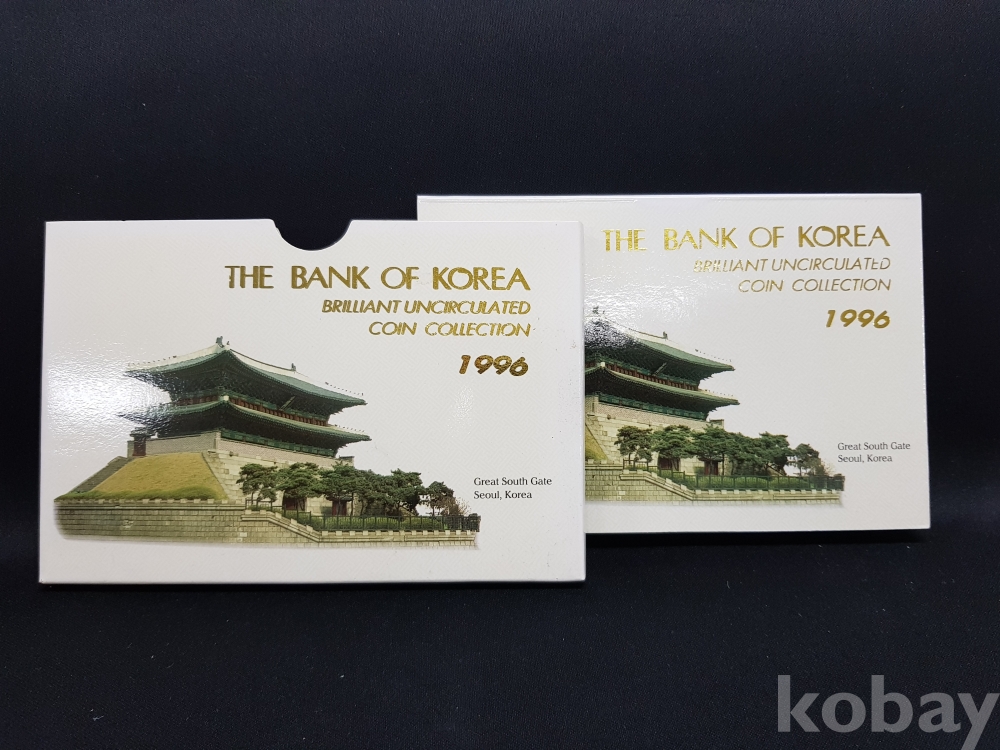 THE BANK OF KOREA
BRILLIANT UNCIRCULATED
COIN COLLECTION
1996
Great South Gate
Seoul, Korea
THE BANK OF KOREA
BRILLIANT UNCIRCULATED
COIN COLLECTION
1996
Great South Gate
Seoul, Korea
kobay